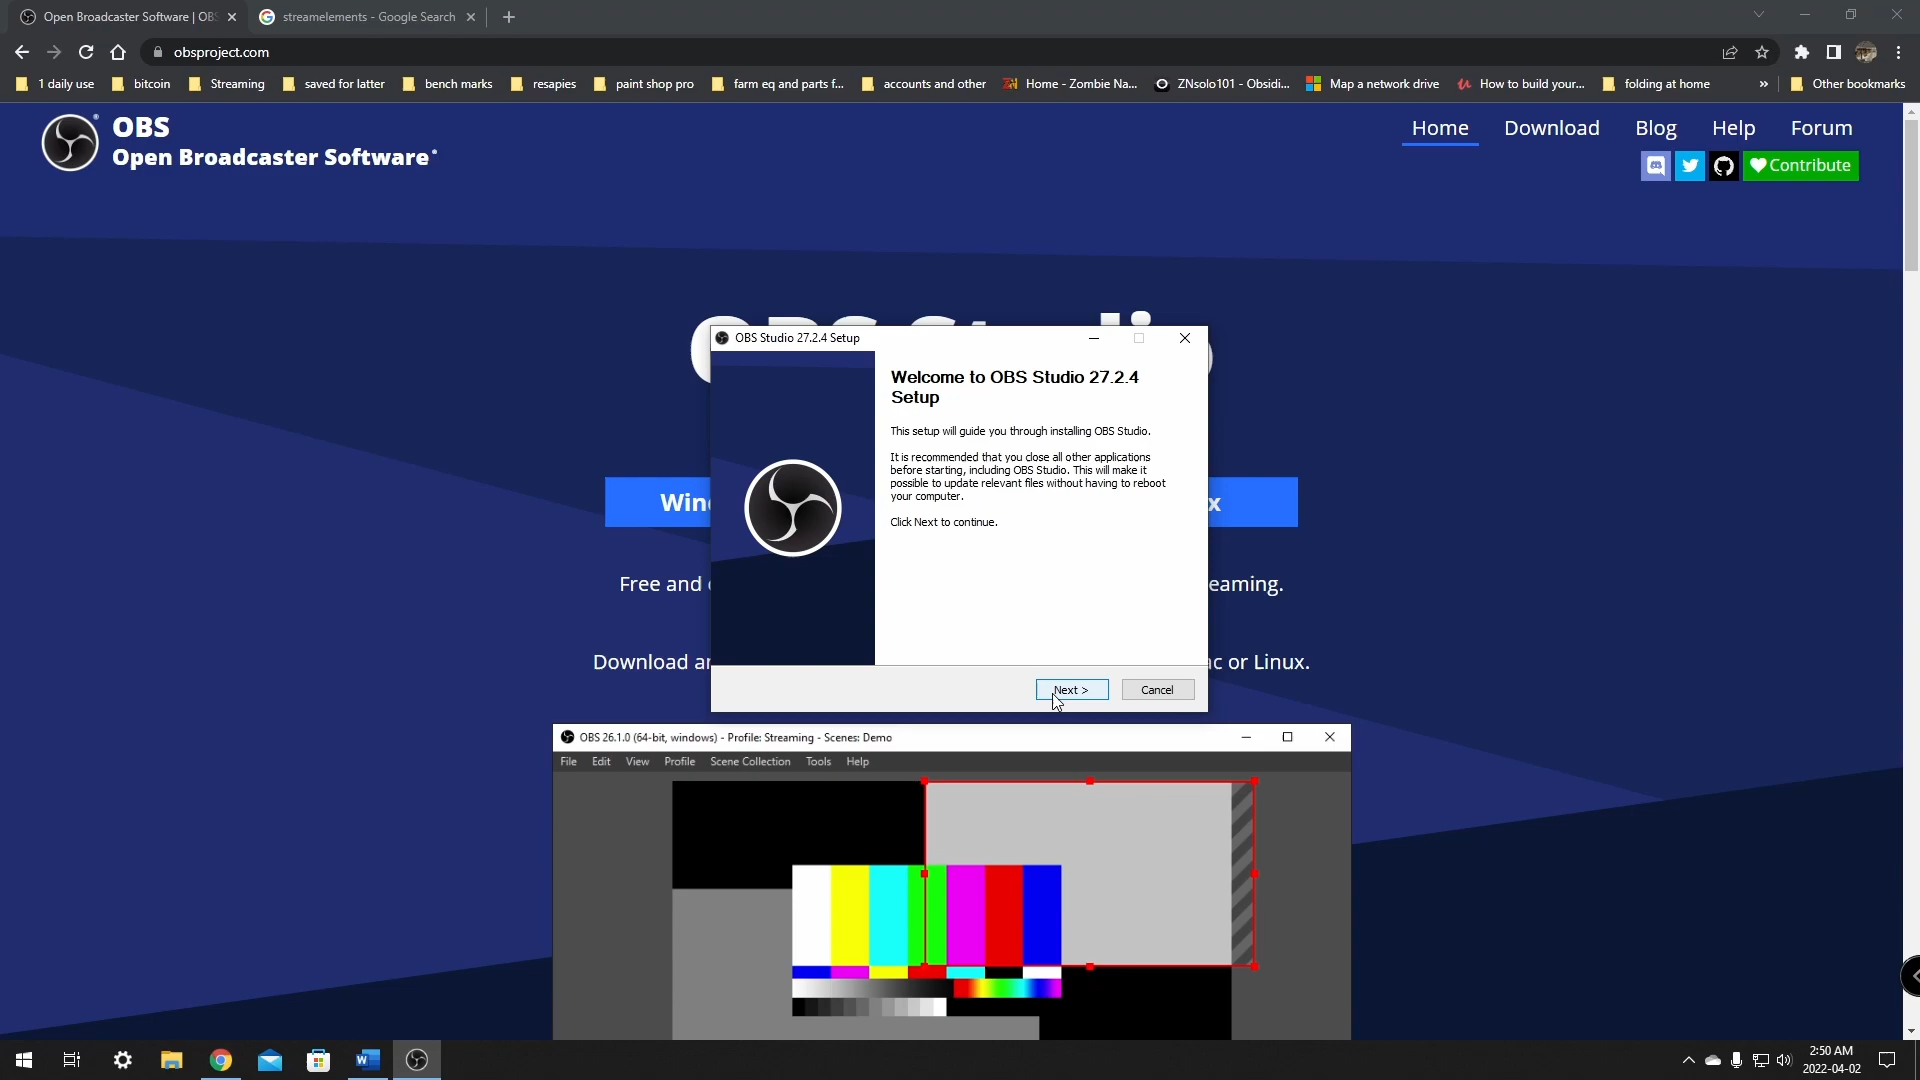 Open Broadcaster Software | OBS
streamelements - Google Search
obsproject.com
1 daily use
bitcoin
Streaming
saved for latter
bench marks
resapies
paint shop pro
farm eq and parts f...
accounts and other
Home - Zombie Na...
ZNsolo101 - Obsidi...
Map a network drive
How to build your...
folding at home
»
Other bookmarks
OBS
Open Broadcaster Software
Home
Download
Blog
Help
Forum
Contribute
OBS Studio 27.2.4 Setup
Welcome to OBS Studio 27.2.4
Setup
This setup will guide you through installing OBS Studio.
It is recommended that you close all other applications
before starting, including OBS Studio. This will make it
possible to update relevant files without having to reboot
your computer.
Click Next to continue.
Next >
Cancel
Free and
eaming.
Download
or Linux.
OBS 26.1.0 (64-bit, windows) - Profile: Streaming - Scenes: Demo
File
Edit
View
Profile
Scene Collection
Tools
Help
2:50 AM
2022-04-02